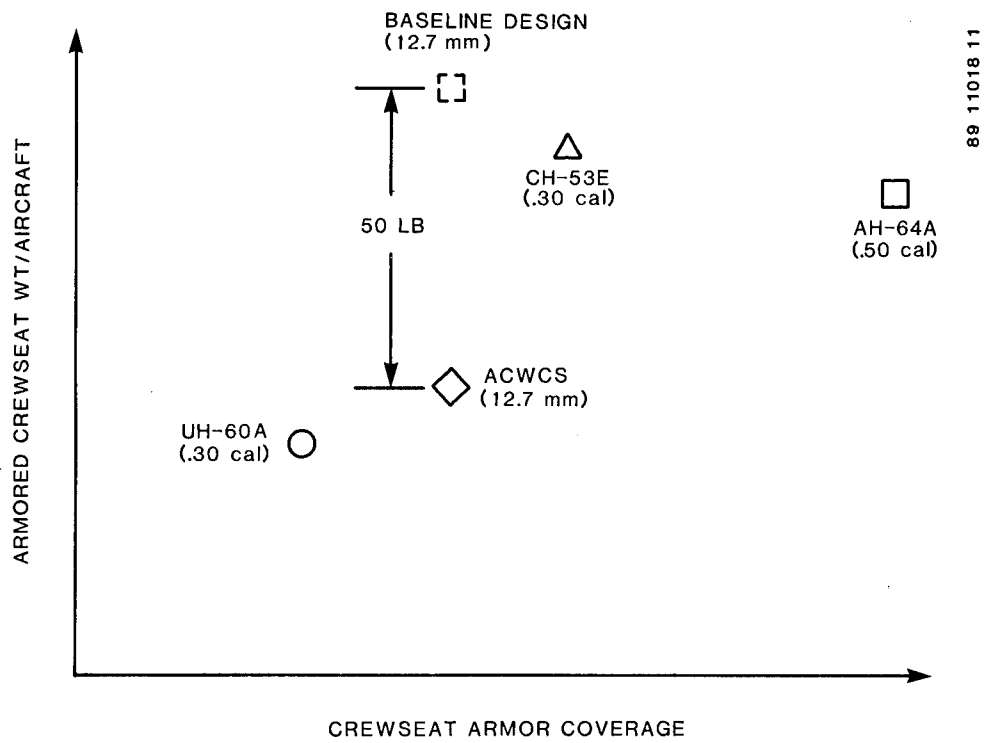 BASELINE DESIGN
(12.7 mm)
89 11018 11
CH-53E
(.30 cal)
AH-64A
(.50 cal)
50 LB
ACWCS
(12.7 mm)
UH-60A
(.30 cal)
ARMORED CREWSEAT WT/AIRCRAFT
CREWSEAT ARMOR COVERAGE